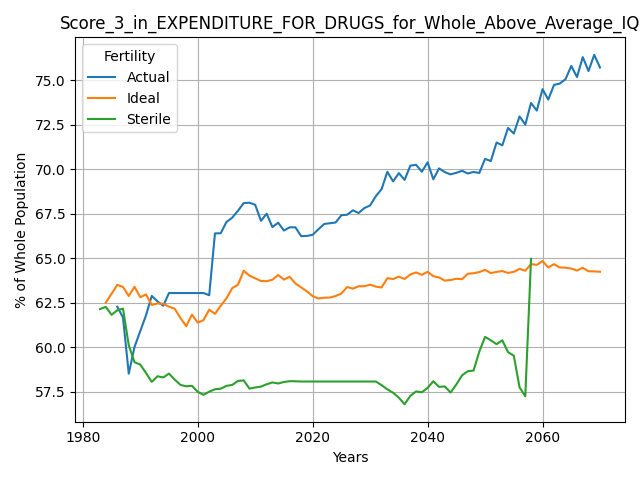 Score_3_in_EXPENDITURE_FOR_DRUGS_for_Whole_Above_Average_IQ
Fertility
Actual
Ideal
Sterile
% of Whole Population
75.0
72.5
70.0
67.5
65.0
62.5
60.0
57.5
1980
2000
2020
2040
2060
Years